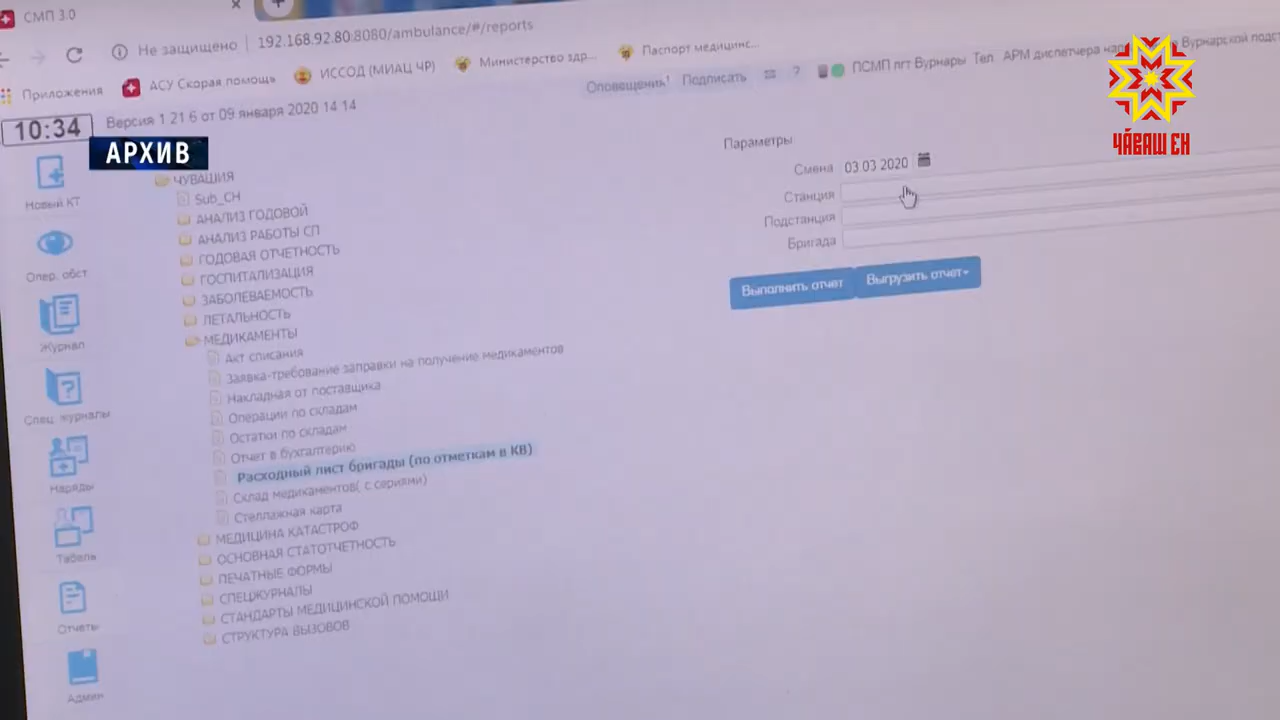 СМП 3.0
Не защищено | 192.168.92.80:8080/ambulance/#/reports
Приложения АСУ Скорая помощь ИССОД (МИАЦ ЧР) Министерство здр... Паспорт медицинс...
Оповещениь! Подписать ? ПСМП пгт Вурнары Тел. АРМ диспетчера Вурнарской подст
10:34 Версия 1 21 6 от 09 января 2020 14 14
АРХИВ
ЧĂВАШ ЕН
Новый КТ
Опер. обст
Журнал
Спец. журналы
Наряды
Табель
Отчеты
Админ
ЧУВАШИЯ
Sub_CH
АНАЛИЗ ГОДОВОЙ
АНАЛИЗ РАБОТЫ СП
ГОДОВАЯ ОТЧЕТНОСТЬ
ГОСПИТАЛИЗАЦИЯ
ЗАБОЛЕВАЕМОСТЬ
ЛЕТАЛЬНОСТЬ
МЕДИКАМЕНТЫ
Акт списания
Заявка-требование заправки на получение медикаментов
Накладная от поставщика
Операции по складам
Остатки по складам
Отчет в бухгалтерию
Расходный лист бригады (по отметкам в КВ)
Склад медикаментов( с сериями)
Стеллажная карта
МЕДИЦИНА КАТАСТРОФ
ОСНОВНАЯ СТАТОТЧЕТНОСТЬ
ПЕЧАТНЫЕ ФОРМЫ
СПЕЦЖУРНАЛЫ
СТАНДАРТЫ МЕДИЦИНСКОЙ ПОМОЩИ
СТРУКТУРА ВЫЗОВОВ
Параметры
Смена 03 03 2020
Станция
Подстанция
Бригада
Выполнить отчет Выгрузить отчет